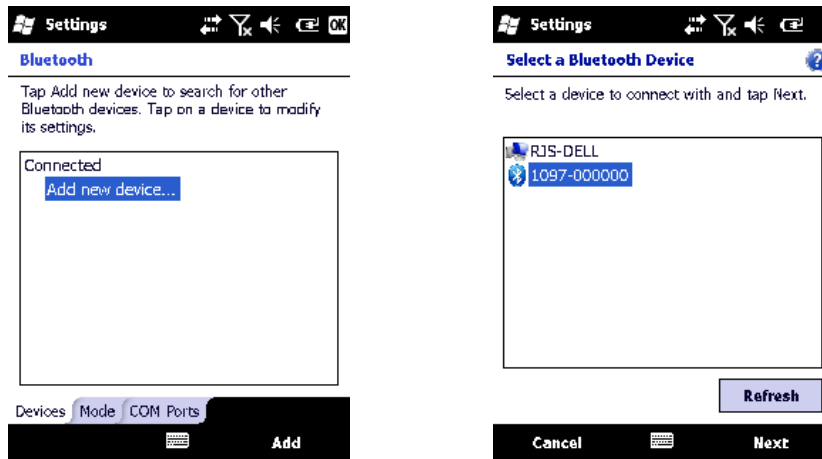 Settings
OK
Bluetooth
Tap Add new device to search for other
Bluetooth devices. Tap on a device to modify
its settings.
Connected
Add new device...
Devices Mode COM Ports
Add
Settings
Select a Bluetooth Device
?
Select a device to connect with and tap Next.
RJS-DELL
1097-000000
Refresh
Cancel Next